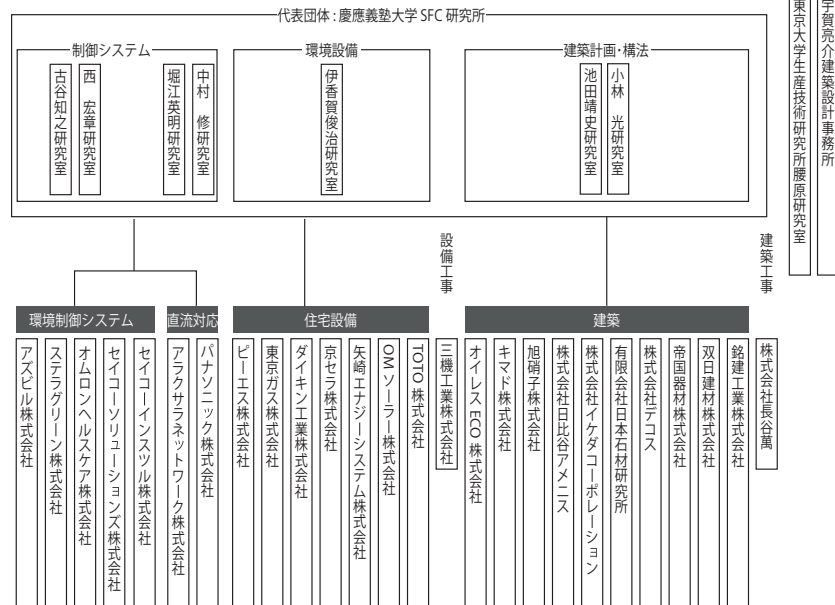 代表団体：慶應義塾大学 SFC 研究所
制御システム
古谷知之研究室
西 宏章研究室
堀江英明研究室
中村 修研究室
環境設備
伊香賀俊治研究室
建築計画・構法
池田靖史研究室
小林 光研究室
東京大学生産技術研究所腰原研究室
宇賀亮介建築設計事務所
設備工事
建築工事
環境制御システム
アズビル株式会社
ステラグリーン株式会社
オムロンヘルスケア株式会社
セイコーソリューションズ株式会社
セイコーインスツル株式会社
直流対応
アラクサラネットワーク株式会社
パナソニック株式会社
住宅設備
ピーエス株式会社
東京ガス株式会社
ダイキン工業株式会社
京セラ株式会社
矢崎エナジーシステム株式会社
OM ソーラー株式会社
TOTO 株式会社
三機工業株式会社
建築
オイレス ECO 株式会社
キマド株式会社
旭硝子株式会社
株式会社日比谷アメニス
株式会社イケダコーポレーション
有限会社日本石材研究所
株式会社デコス
帝国器材株式会社
双日建材株式会社
銘建工業株式会社
株式会社長谷萬